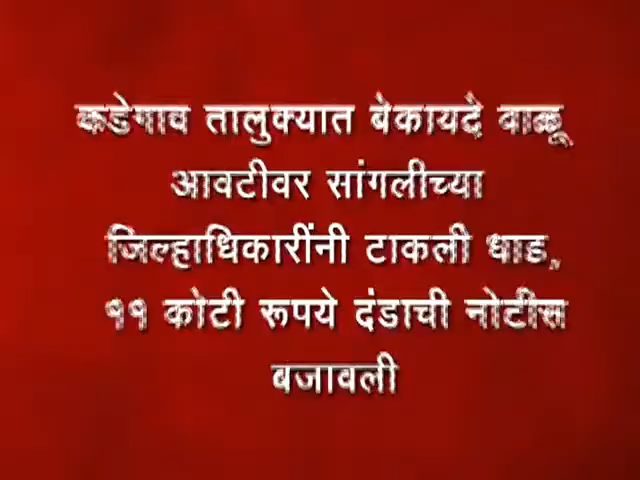 कडेगाव तालुक्यात बेकायदे वाळू
आवटीवर सांगलीच्या
जिल्हाधिकारींनी टाकली धाड,
११ कोटी रूपये दंडाची नोटीस
बजावली